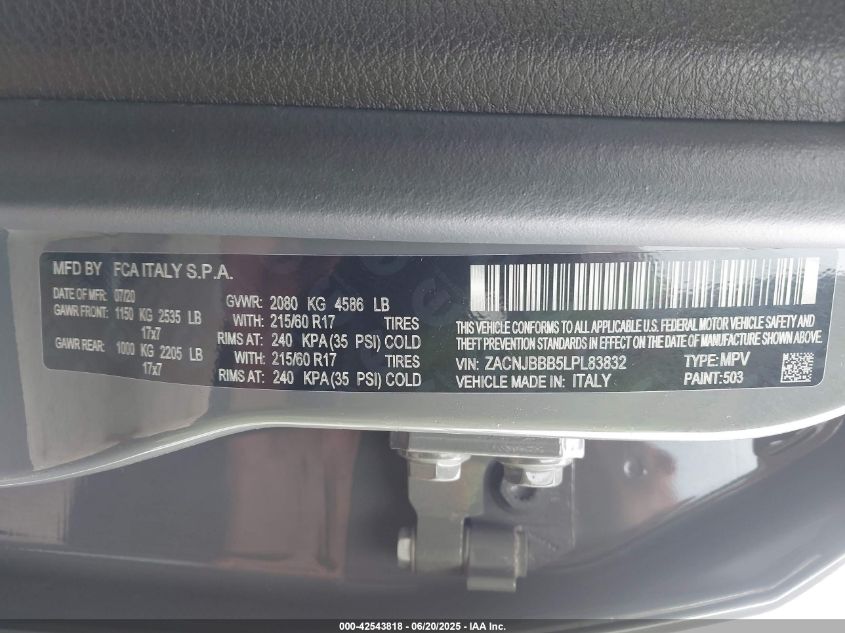 MFD BY FCA ITALY S.P.A.
DATE OF MFR: 07/20
GAWR FRONT: 1150 KG 2535 LB
17x7
GAWR REAR: 1000 KG 2205 LB
17x7
GVWR: 2080 KG 4586 LB
WITH: 215/60 R17 TIRES
RIMS AT: 240 KPA(35 PSI) COLD
WITH: 215/60 R17 TIRES
RIMS AT: 240 KPA(35 PSI) COLD
THIS VEHICLE CONFORMS TO ALL APPLICABLE U.S. FEDERAL MOTOR VEHICLE SAFETY AND
THEFT PREVENTION STANDARDS IN EFFECT ON THE DATE OF MANUFACTURE SHOWN ABOVE.
VIN: ZACNJBBB5LPL83832 TYPE: MPV
VEHICLE MADE IN: ITALY PAINT: 503
000-42543818 - 06/20/2025 - IAA Inc.